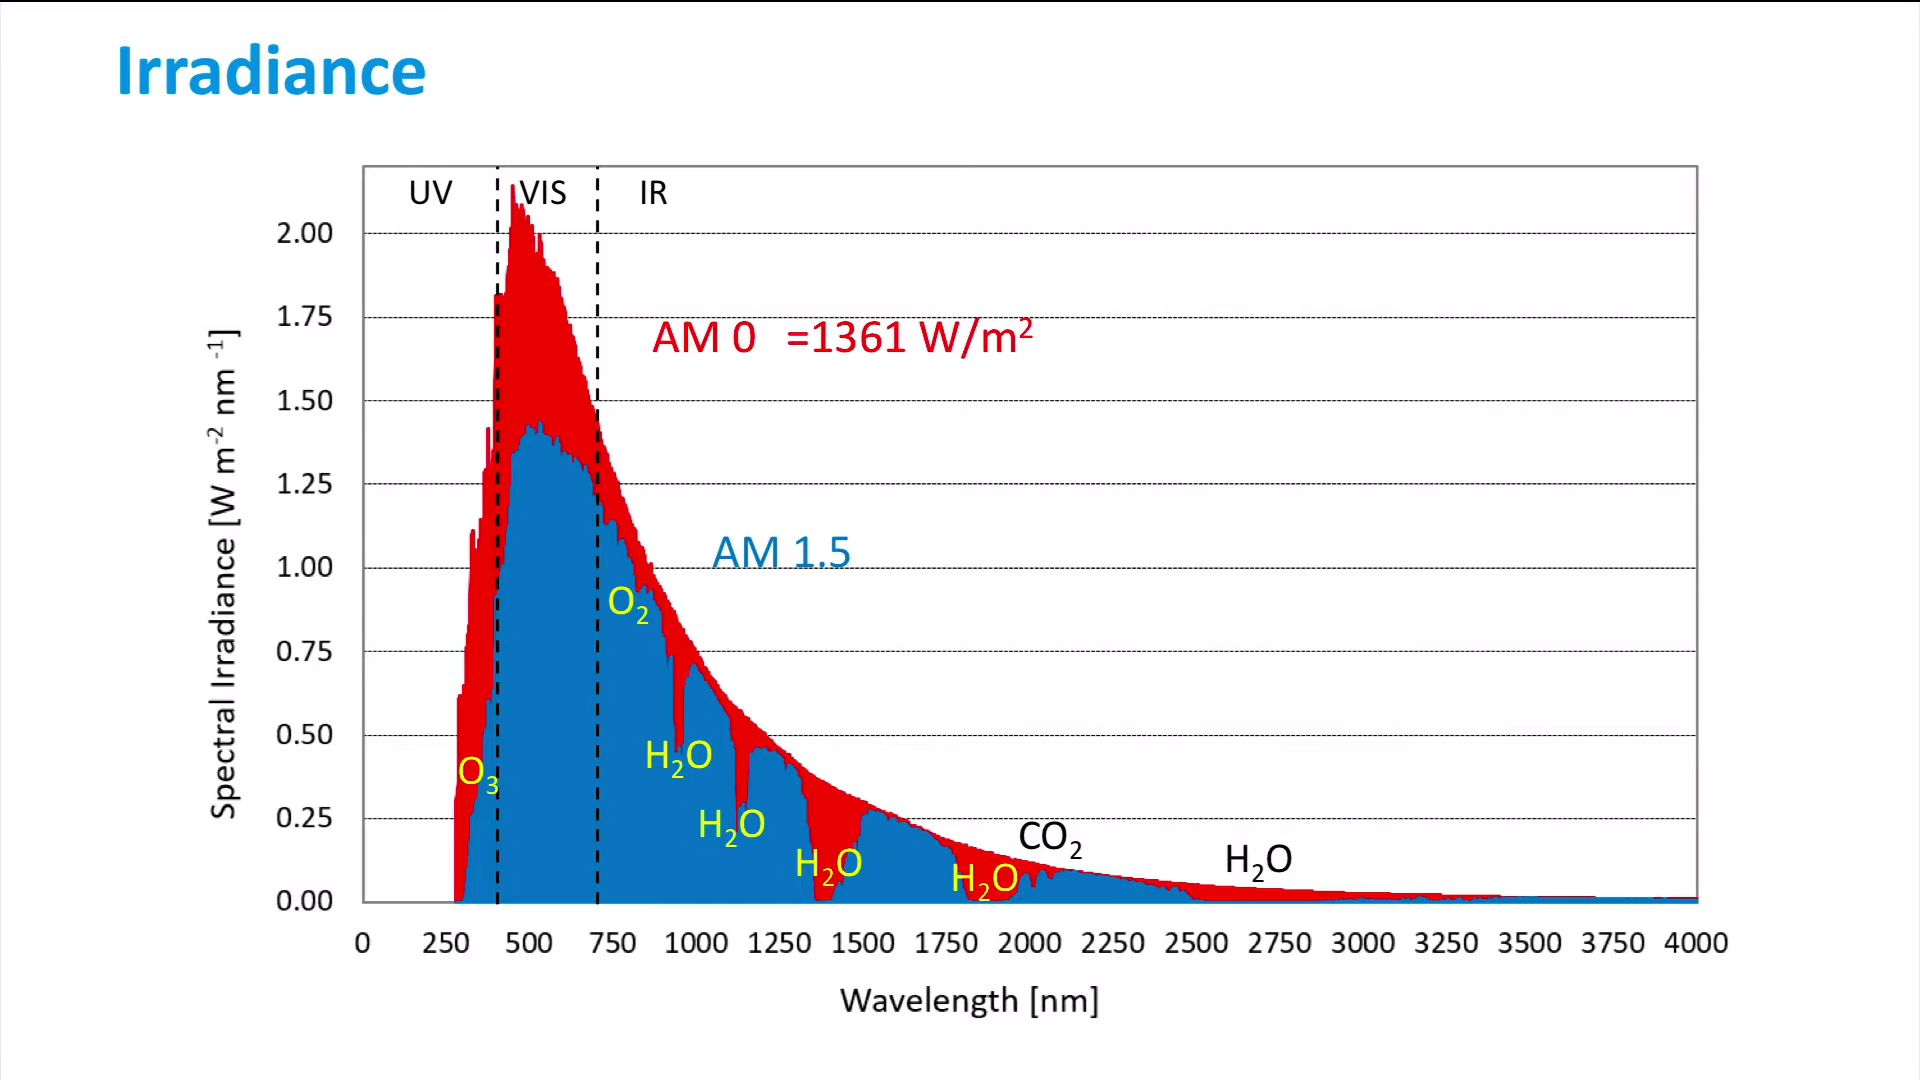 Irradiance
UV VIS IR
2.00
1.75
1.50
1.25
1.00
0.75
0.50
0.25
0.00
Spectral Irradiance [W m⁻² nm ⁻¹]
AM 0 =1361 W/m²
AM 1.5
O₂
O₃
H₂O
H₂O
H₂O
H₂O
CO₂
H₂O
0 250 500 750 1000 1250 1500 1750 2000 2250 2500 2750 3000 3250 3500 3750 4000
Wavelength [nm]